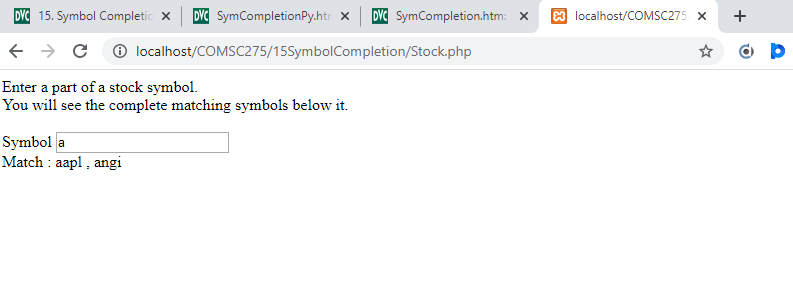 DVC 15. Symbol Completic
DVC SymCompletionPy.htr
DVC SymCompletion.htm:
localhost/COMSC275
localhost/COMSC275/15SymbolCompletion/Stock.php
Enter a part of a stock symbol.
You will see the complete matching symbols below it.
Symbol a
Match : aapl , angi